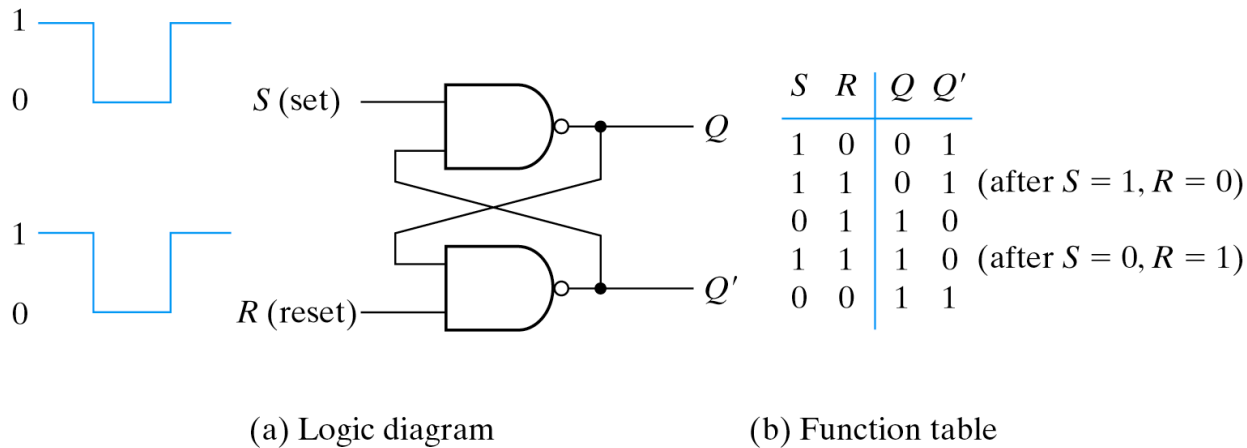 1
0
S (set)
Q
1
0
R (reset)
Q′
S R Q Q′
1 0 0 1
1 1 0 1 (after S = 1, R = 0)
0 1 1 0
1 1 1 0 (after S = 0, R = 1)
0 0 1 1
(a) Logic diagram
(b) Function table